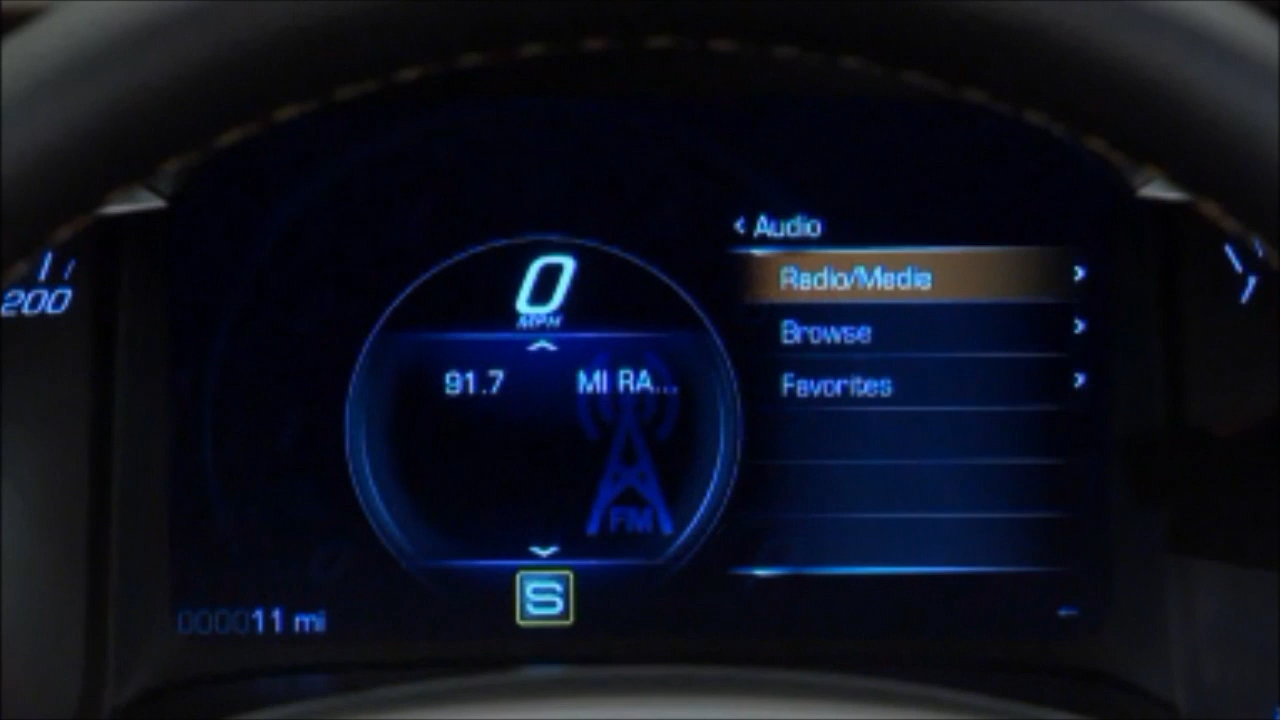 < Audio
0
MPH
Radio/Media >
200
Browse >
91.7 MI RA...
Favorites >
FM
S
000011 mi